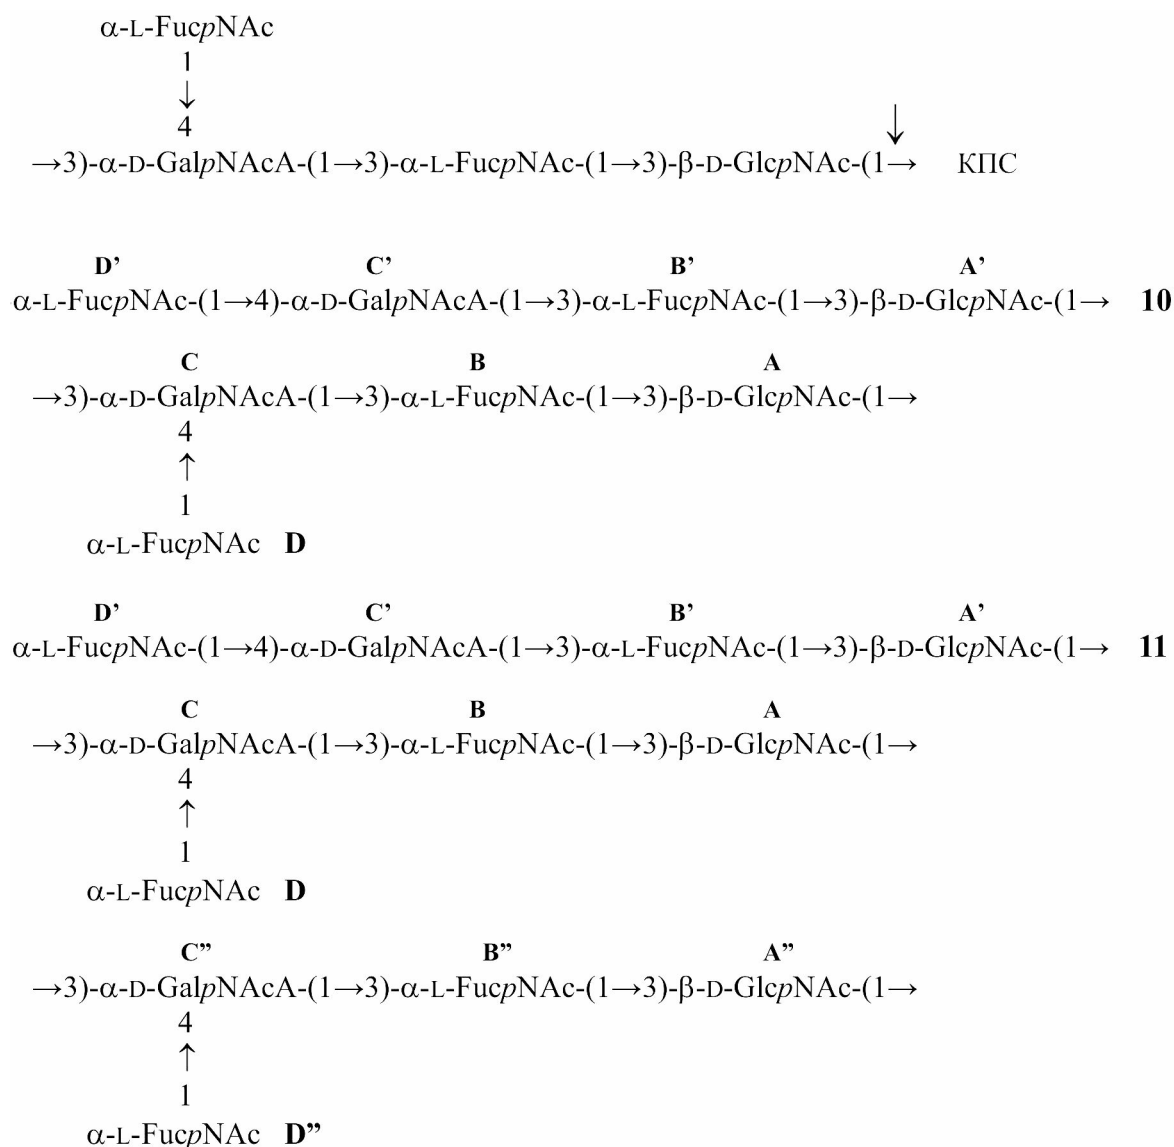 α-L-FucpNAc
1
↓
4
→3)-α-D-GalpNAcA-(1→3)-α-L-FucpNAc-(1→3)-β-D-GlcpNAc-(1→ КПС
D’ C’ B’ A’
α-L-FucpNAc-(1→4)-α-D-GalpNAcA-(1→3)-α-L-FucpNAc-(1→3)-β-D-GlcpNAc-(1→ 10
C B A
→3)-α-D-GalpNAcA-(1→3)-α-L-FucpNAc-(1→3)-β-D-GlcpNAc-(1→
4
↑
1
α-L-FucpNAc D
D’ C’ B’ A’
α-L-FucpNAc-(1→4)-α-D-GalpNAcA-(1→3)-α-L-FucpNAc-(1→3)-β-D-GlcpNAc-(1→ 11
C B A
→3)-α-D-GalpNAcA-(1→3)-α-L-FucpNAc-(1→3)-β-D-GlcpNAc-(1→
4
↑
1
α-L-FucpNAc D
C” B” A”
→3)-α-D-GalpNAcA-(1→3)-α-L-FucpNAc-(1→3)-β-D-GlcpNAc-(1→
4
↑
1
α-L-FucpNAc D”